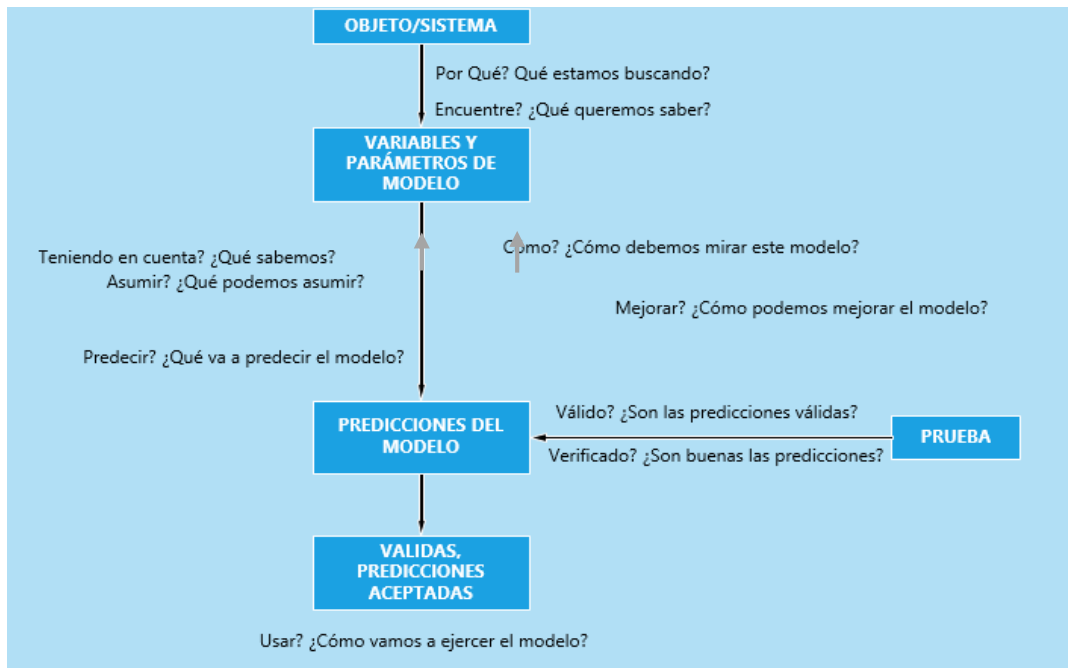 OBJETO/SISTEMA
Por Qué? Qué estamos buscando?
Encuentre? ¿Qué queremos saber?
VARIABLES Y
PARÁMETROS DE
MODELO
Teniendo en cuenta? ¿Qué sabemos?
Como? ¿Cómo debemos mirar este modelo?
Asumir? ¿Qué podemos asumir?
Mejorar? ¿Cómo podemos mejorar el modelo?
Predecir? ¿Qué va a predecir el modelo?
PREDICCIONES DEL
MODELO
Válido? ¿Son las predicciones válidas?
PRUEBA
Verificado? ¿Son buenas las predicciones?
VALIDAS,
PREDICCIONES
ACEPTADAS
Usar? ¿Cómo vamos a ejercer el modelo?